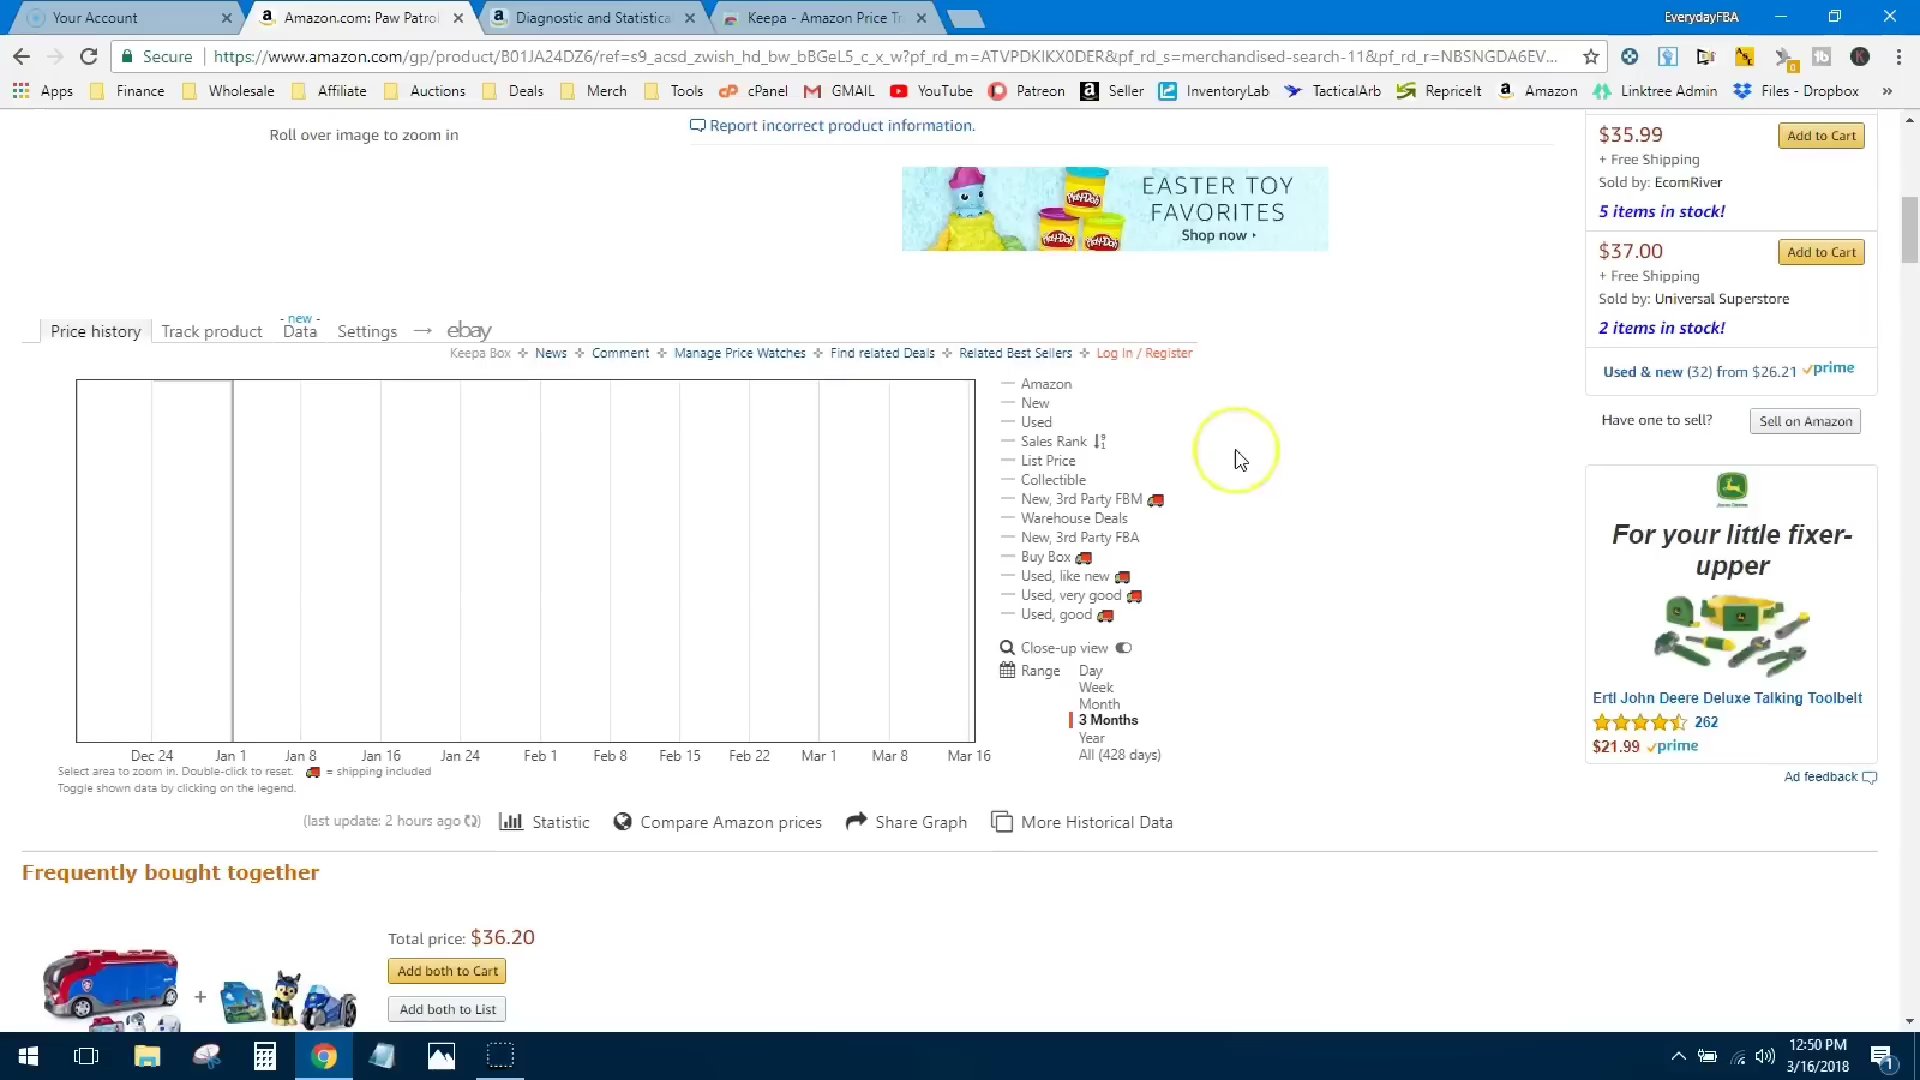 Your Account
Amazon.com: Paw Patrol
Diagnostic and Statistical
Keepa - Amazon Price Tr
EverydayFBA
Secure
https://www.amazon.com/gp/product/B01JA24DZ6/ref=s9_acsd_zwish_hd_bw_bBGeL5_c_x_w?pf_rd_m=ATVPDKIKX0DER&pf_rd_s=merchandised-search-11&pf_rd_r=NBSNGDA6EV...
Apps Finance Wholesale Affiliate Auctions Deals Merch Tools cPanel GMAIL YouTube Patreon Seller InventoryLab TacticalArb RepriceIt Amazon Linktree Admin Files - Dropbox »
Roll over image to zoom in
Report incorrect product information.
EASTER TOY
FAVORITES
Shop now ›
Play-Doh
Play-Doh
Play-Doh
$35.99
Add to Cart
+ Free Shipping
Sold by: EcomRiver
5 items in stock!
$37.00
Add to Cart
+ Free Shipping
Sold by: Universal Superstore
2 items in stock!
Used & new (32) from $26.21 prime
Have one to sell?
Sell on Amazon
Price history
Track product
- new -
Data
Settings
→
ebay
Keepa Box News Comment Manage Price Watches Find related Deals Related Best Sellers Log In / Register
Amazon
New
Used
Sales Rank
List Price
Collectible
New, 3rd Party FBM
Warehouse Deals
New, 3rd Party FBA
Buy Box
Used, like new
Used, very good
Used, good
Close-up view
Range
Day
Week
Month
3 Months
Year
All (428 days)
Dec 24 Jan 1 Jan 8 Jan 16 Jan 24 Feb 1 Feb 8 Feb 15 Feb 22 Mar 1 Mar 8 Mar 16
Select area to zoom in. Double-click to reset. = shipping included
Toggle shown data by clicking on the legend.
(last update: 2 hours ago)
Statistic
Compare Amazon prices
Share Graph
More Historical Data
For your little fixer-
upper
Ertl John Deere Deluxe Talking Toolbelt
262
$21.99 prime
Ad feedback
Frequently bought together
+
Total price: $36.20
Add both to Cart
Add both to List
12:50 PM
3/16/2018
1